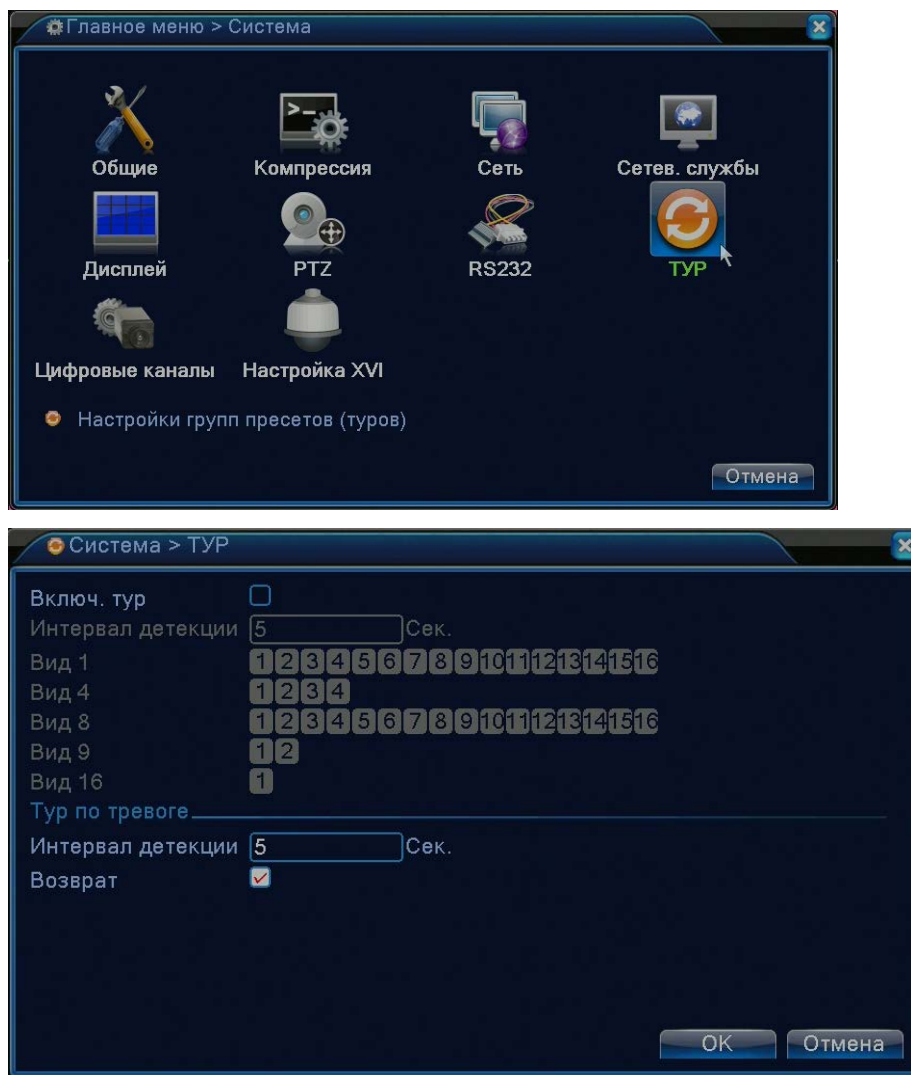 Главное меню > Система
Общие Компрессия Сеть Сетев. службы
Дисплей PTZ RS232 ТУР
Цифровые каналы Настройка XVI
Настройки групп пресетов (туров)
Отмена
Система > ТУР
Включ. тур
Интервал детекции 5 Сек.
Вид 1 1 2 3 4 5 6 7 8 9 10 11 12 13 14 15 16
Вид 4 1 2 3 4
Вид 8 1 2 3 4 5 6 7 8 9 10 11 12 13 14 15 16
Вид 9 1 2
Вид 16 1
Тур по тревоге
Интервал детекции 5 Сек.
Возврат
OK Отмена